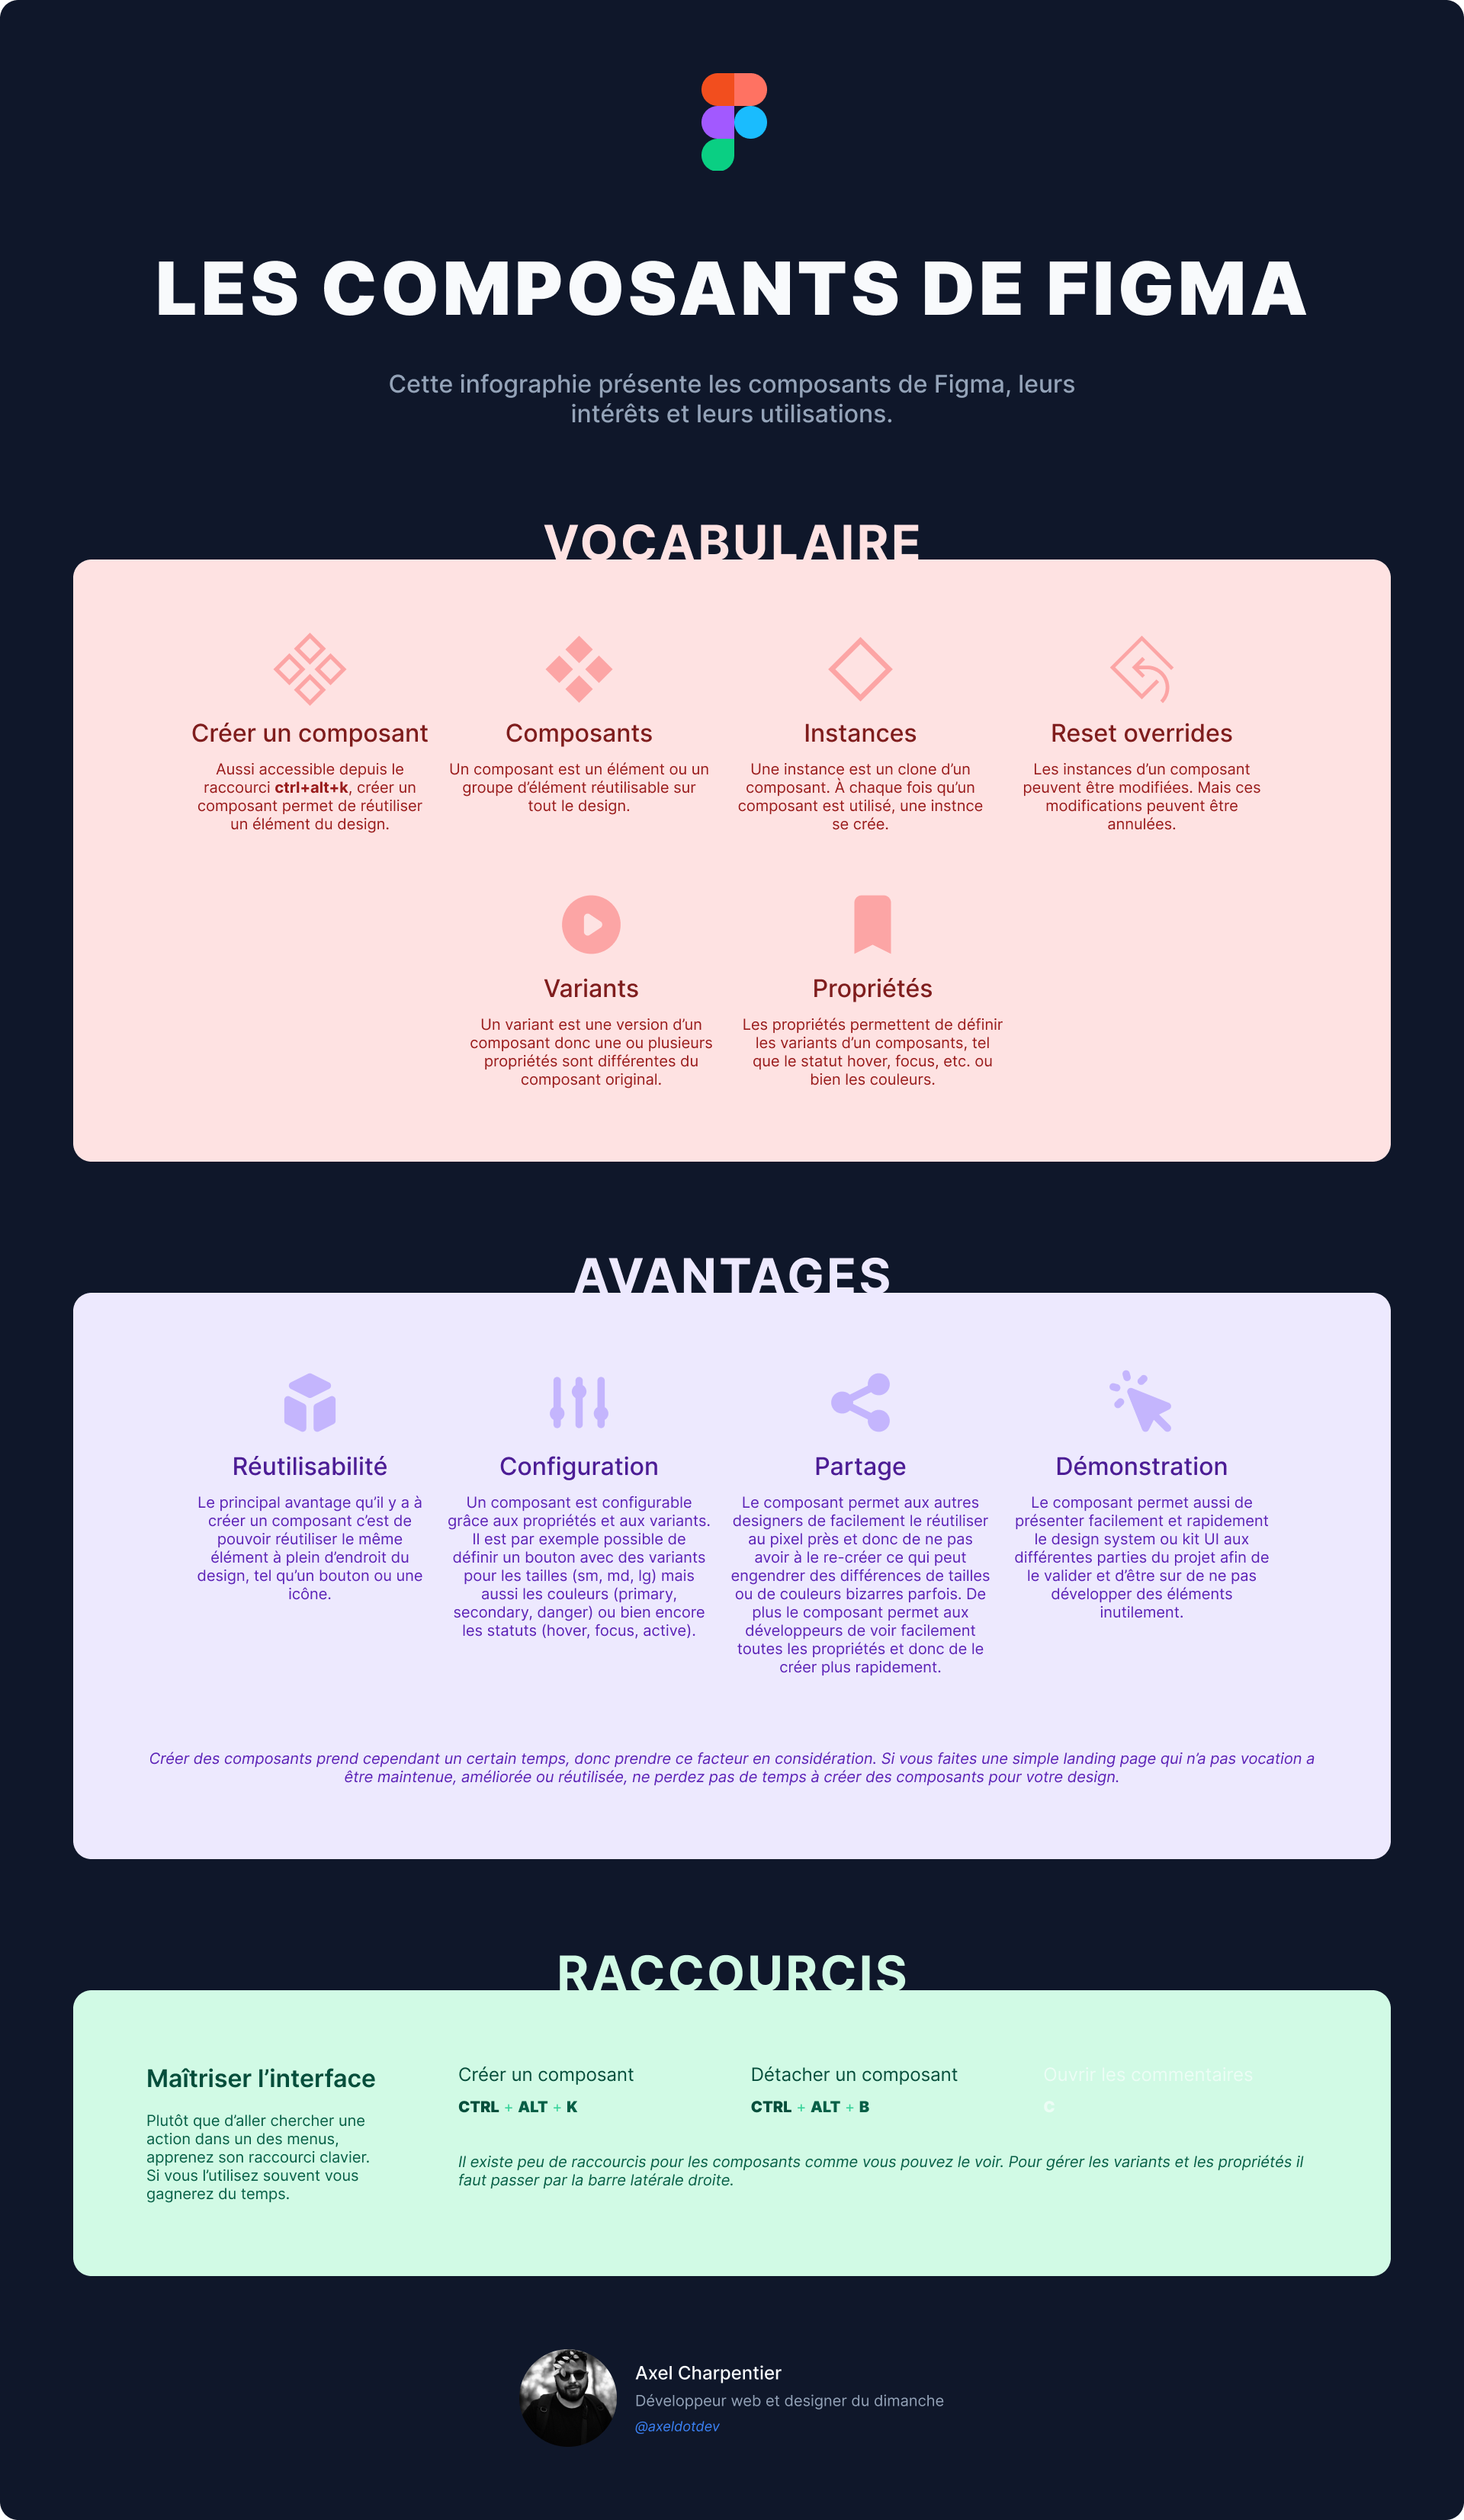 LES COMPOSANTS DE FIGMA
Cette infographie présente les composants de Figma, leurs
intérêts et leurs utilisations.
VOCABULAIRE
Créer un composant
Aussi accessible depuis le
raccourci ctrl+alt+k, créer un
composant permet de réutiliser
un élément du design.
Composants
Un composant est un élément ou un
groupe d’élément réutilisable sur
tout le design.
Instances
Une instance est un clone d’un
composant. À chaque fois qu’un
composant est utilisé, une instnce
se crée.
Reset overrides
Les instances d’un composant
peuvent être modifiées. Mais ces
modifications peuvent être
annulées.
Variants
Un variant est une version d’un
composant donc une ou plusieurs
propriétés sont différentes du
composant original.
Propriétés
Les propriétés permettent de définir
les variants d’un composants, tel
que le statut hover, focus, etc. ou
bien les couleurs.
AVANTAGES
Réutilisabilité
Le principal avantage qu’il y a à
créer un composant c’est de
pouvoir réutiliser le même
élément à plein d’endroit du
design, tel qu’un bouton ou une
icône.
Configuration
Un composant est configurable
grâce aux propriétés et aux variants.
Il est par exemple possible de
définir un bouton avec des variants
pour les tailles (sm, md, lg) mais
aussi les couleurs (primary,
secondary, danger) ou bien encore
les statuts (hover, focus, active).
Partage
Le composant permet aux autres
designers de facilement le réutiliser
au pixel près et donc de ne pas
avoir à le re-créer ce qui peut
engendrer des différences de tailles
ou de couleurs bizarres parfois. De
plus le composant permet aux
développeurs de voir facilement
toutes les propriétés et donc de le
créer plus rapidement.
Démonstration
Le composant permet aussi de
présenter facilement et rapidement
le design system ou kit UI aux
différentes parties du projet afin de
le valider et d’être sur de ne pas
développer des éléments
inutilement.
Créer des composants prend cependant un certain temps, donc prendre ce facteur en considération. Si vous faites une simple landing page qui n’a pas vocation a
être maintenue, améliorée ou réutilisée, ne perdez pas de temps à créer des composants pour votre design.
RACCOURCIS
Maîtriser l’interface
Plutôt que d’aller chercher une
action dans un des menus,
apprenez son raccourci clavier.
Si vous l’utilisez souvent vous
gagnerez du temps.
Créer un composant
CTRL + ALT + K
Détacher un composant
CTRL + ALT + B
Ouvrir les commentaires
C
Il existe peu de raccourcis pour les composants comme vous pouvez le voir. Pour gérer les variants et les propriétés il
faut passer par la barre latérale droite.
Axel Charpentier
Développeur web et designer du dimanche
@axeldotdev